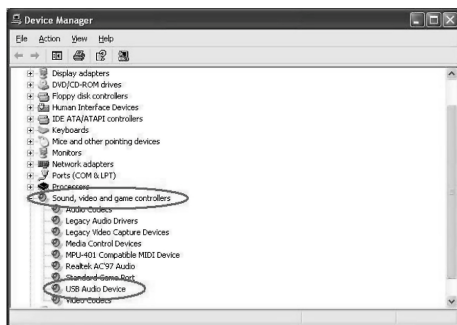 Device Manager
File Action View Help
Display adapters
DVD/CD-ROM drives
Floppy disk controllers
Human Interface Devices
IDE ATA/ATAPI controllers
Keyboards
Mice and other pointing devices
Monitors
Network adapters
Ports (COM & LPT)
Processors
Sound, video and game controllers
Audio Codecs
Legacy Audio Drivers
Legacy Video Capture Devices
Media Control Devices
MPU-401 Compatible MIDI Device
Realtek AC'97 Audio
Standard Game Port
USB Audio Device
Video Codecs